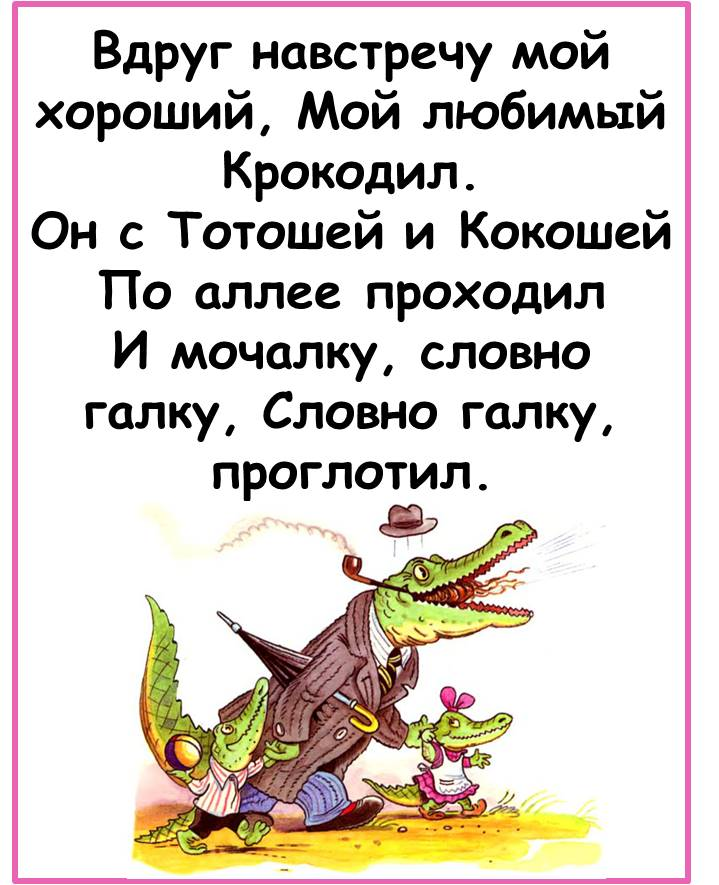 Вдруг навстречу мой
хороший, Мой любимый
Крокодил.
Он с Тотошей и Кокошей
По аллее проходил
И мочалку, словно
галку, Словно галку,
проглотил.